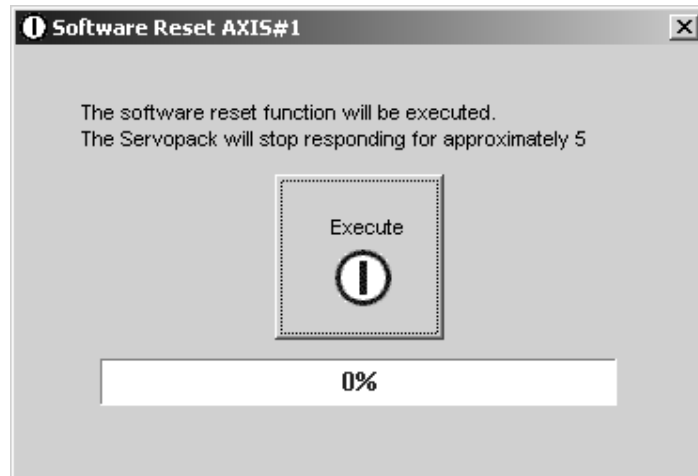 Software Reset AXIS#1
The software reset function will be executed.
The Servopack will stop responding for approximately 5
Execute
0%